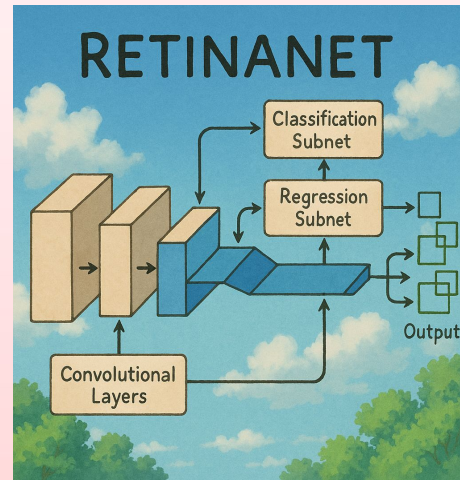 RETINANET
Classification
Subnet
Regression
Subnet
Output
Convolutional
Layers